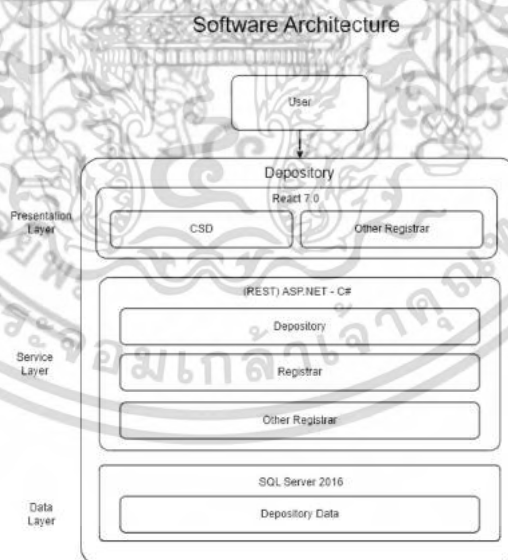 Software Architecture
User
Depository
React 7.0
Presentation
Layer
CSD
Other Registrar
(REST) ASP.NET - C#
Depository
Service
Layer
Registrar
Other Registrar
SQL Server 2016
Data
Layer
Depository Data